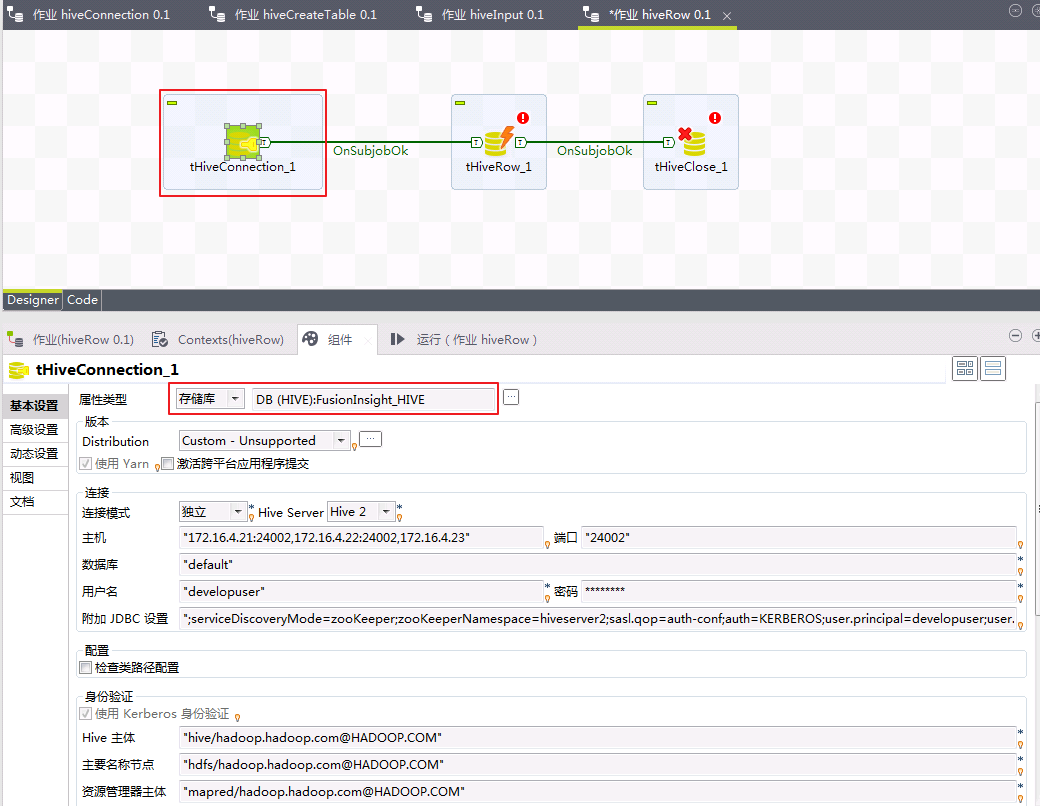 作业 hiveConnection 0.1 作业 hiveCreateTable 0.1 作业 hiveInput 0.1 *作业 hiveRow 0.1
OnSubjobOk OnSubjobOk
tHiveConnection_1 tHiveRow_1 tHiveClose_1
Designer Code
作业(hiveRow 0.1) Contexts(hiveRow) 组件 运行 ( 作业 hiveRow )
tHiveConnection_1
基本设置
高级设置
动态设置
视图
文档
属性类型 存储库 DB (HIVE):FusionInsight_HIVE ...
版本
Distribution Custom - Unsupported ...
使用 Yarn 激活跨平台应用程序提交
连接
连接模式 独立 * Hive Server Hive 2 *
主机 "172.16.4.21:24002,172.16.4.22:24002,172.16.4.23" 端口 "24002"
数据库 "default" *
用户名 "developuser" * 密码 ******** *
附加 JDBC 设置 ";serviceDiscoveryMode=zooKeeper;zooKeeperNamespace=hiveserver2;sasl.qop=auth-conf;auth=KERBEROS;user.principal=developuser;user.
配置
检查类路径配置
身份验证
使用 Kerberos 身份验证
Hive 主体 "hive/hadoop.hadoop.com@HADOOP.COM" *
主要名称节点 "hdfs/hadoop.hadoop.com@HADOOP.COM" *
资源管理器主体 "mapred/hadoop.hadoop.com@HADOOP.COM" *